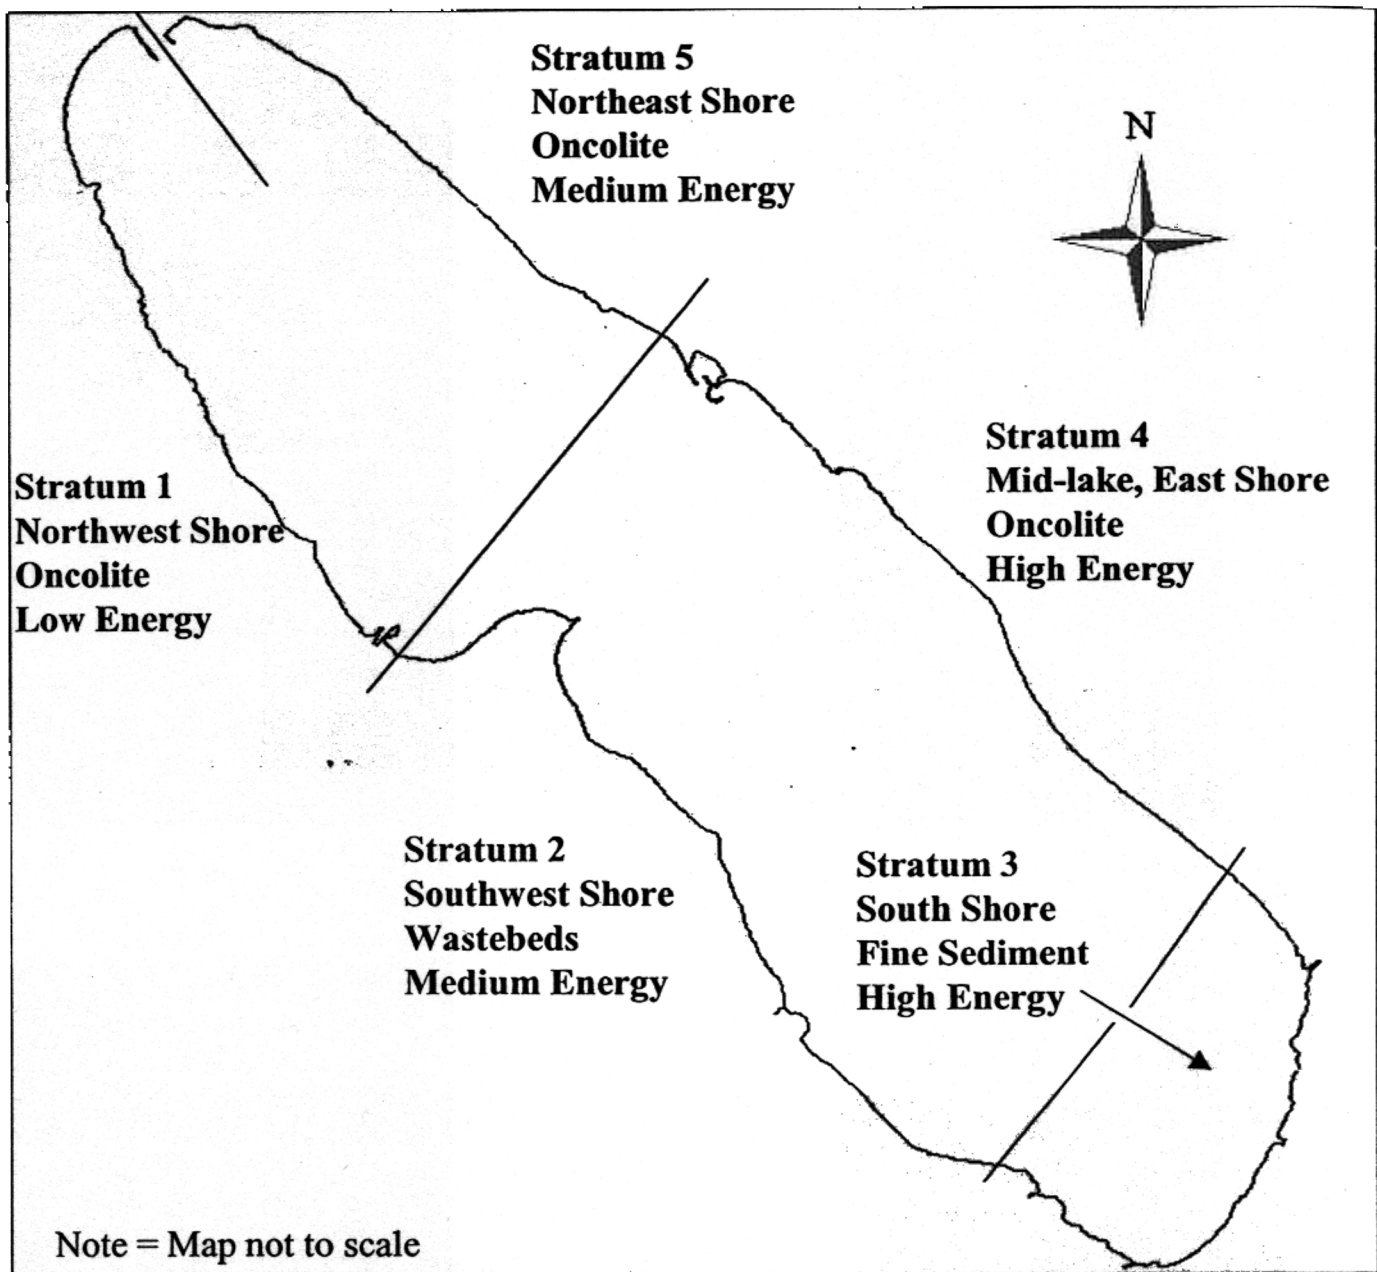 Stratum 5
Northeast Shore
Oncolite
Medium Energy
N
Stratum 4
Mid-lake, East Shore
Oncolite
High Energy
Stratum 1
Northwest Shore
Oncolite
Low Energy
Stratum 2
Southwest Shore
Wastebeds
Medium Energy
Stratum 3
South Shore
Fine Sediment
High Energy
Note = Map not to scale